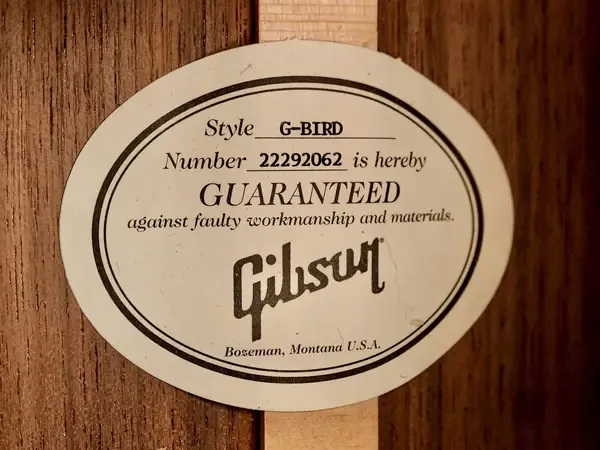 Style G-BIRD
Number 22292062 is hereby
GUARANTEED
against faulty workmanship and materials.
Gibson
Bozeman, Montana U.S.A.